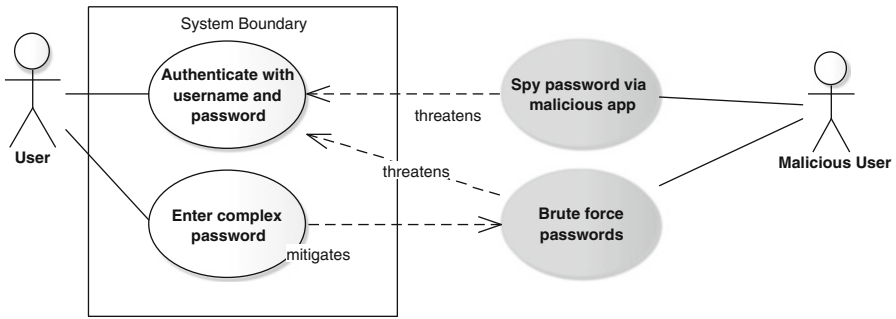 System Boundary
Authenticate with
username and
password
Spy password via
malicious app
threatens
User
Malicious User
threatens
Enter complex
password
Brute force
passwords
mitigates